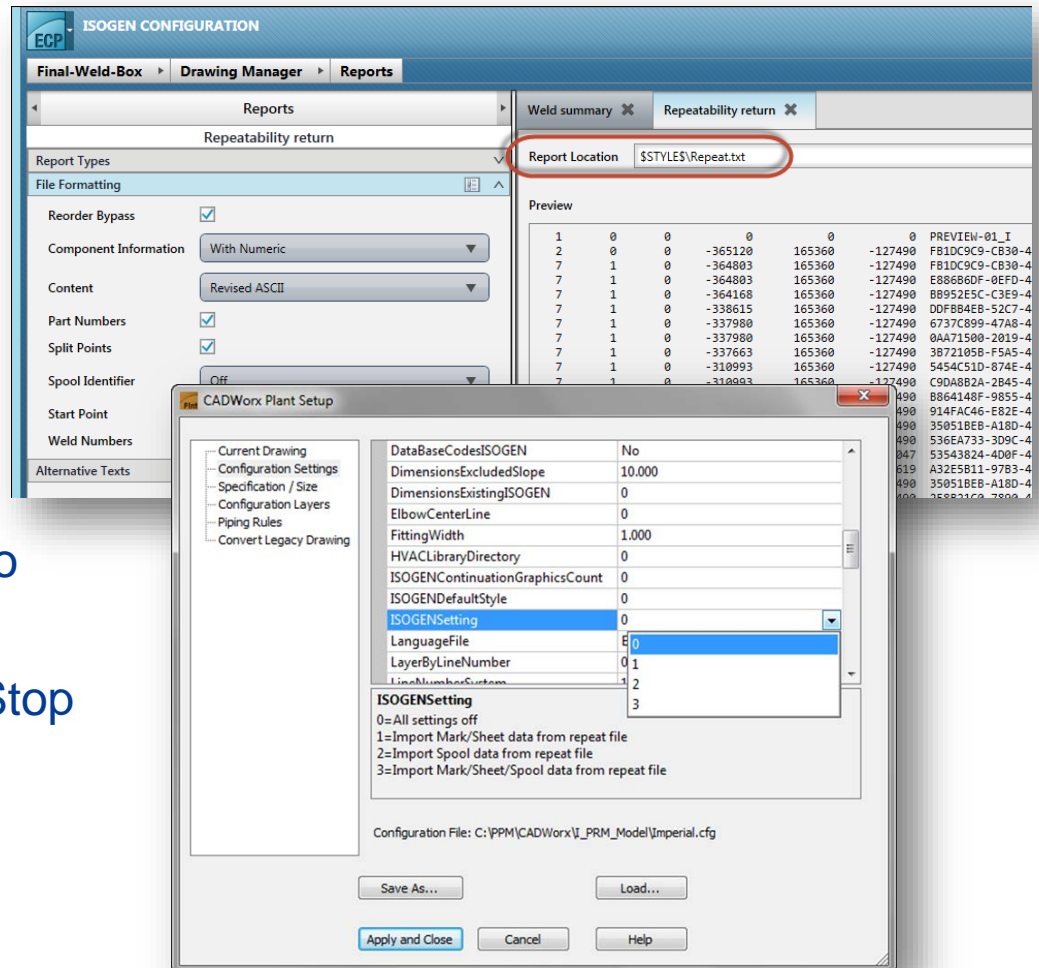 ECP
ISOGEN CONFIGURATION
Final-Weld-Box
Drawing Manager
Reports
Reports
Repeatability return
Report Types
File Formatting
Reorder Bypass
Component Information
With Numeric
Content
Revised ASCII
Part Numbers
Split Points
Spool Identifier
Off
Start Point
Weld Numbers
Alternative Texts
Weld summary
Repeatability return
Report Location
$STYLE$\Repeat.txt
Preview
1 0 0 0 0 0 PREVIEW-01_I
2 0 0 -365120 165360 -127490 FB1DC9C9-CB30-4
7 1 0 -364803 165360 -127490 FB1DC9C9-CB30-4
7 1 0 -364803 165360 -127490 E886B6DF-0EFD-4
7 1 0 -364168 165360 -127490 BB952E5C-C3E9-4
7 1 0 -338615 165360 -127490 DDFBB4EB-52C7-4
7 1 0 -337980 165360 -127490 6737C899-47A8-4
7 1 0 -337980 165360 -127490 0AA71500-2019-4
7 1 0 -337663 165360 -127490 3B72105B-F5A5-4
7 1 0 -310993 165360 -127490 5454C51D-874E-4
7 1 0 -310993 165360 -127490 C9DA8B2A-2B45-4
490 B864148F-9855-4
490 914FAC46-E82E-4
490 35051BEB-A18D-4
490 536EA733-3D9C-4
047 53543824-4D0F-4
619 A32E5B11-97B3-4
490 35051BEB-A18D-4
o
Stop
CADWorx Plant Setup
Current Drawing
Configuration Settings
Specification / Size
Configuration Layers
Piping Rules
Convert Legacy Drawing
DataBaseCodesISOGEN No
DimensionsExcludedSlope 10.000
DimensionsExistingISOGEN 0
ElbowCenterLine 0
FittingWidth 1.000
HVACLibraryDirectory 0
ISOGENContinuationGraphicsCount 0
ISOGENDefaultStyle 0
ISOGENSetting 0
LanguageFile E
LayerByLineNumber 0
LineNumberSystem 1
0
1
2
3
ISOGENSetting
0=All settings off
1=Import Mark/Sheet data from repeat file
2=Import Spool data from repeat file
3=Import Mark/Sheet/Spool data from repeat file
Configuration File: C:\PPM\CADWorx\I_PRM_Model\Imperial.cfg
Save As...
Load...
Apply and Close
Cancel
Help